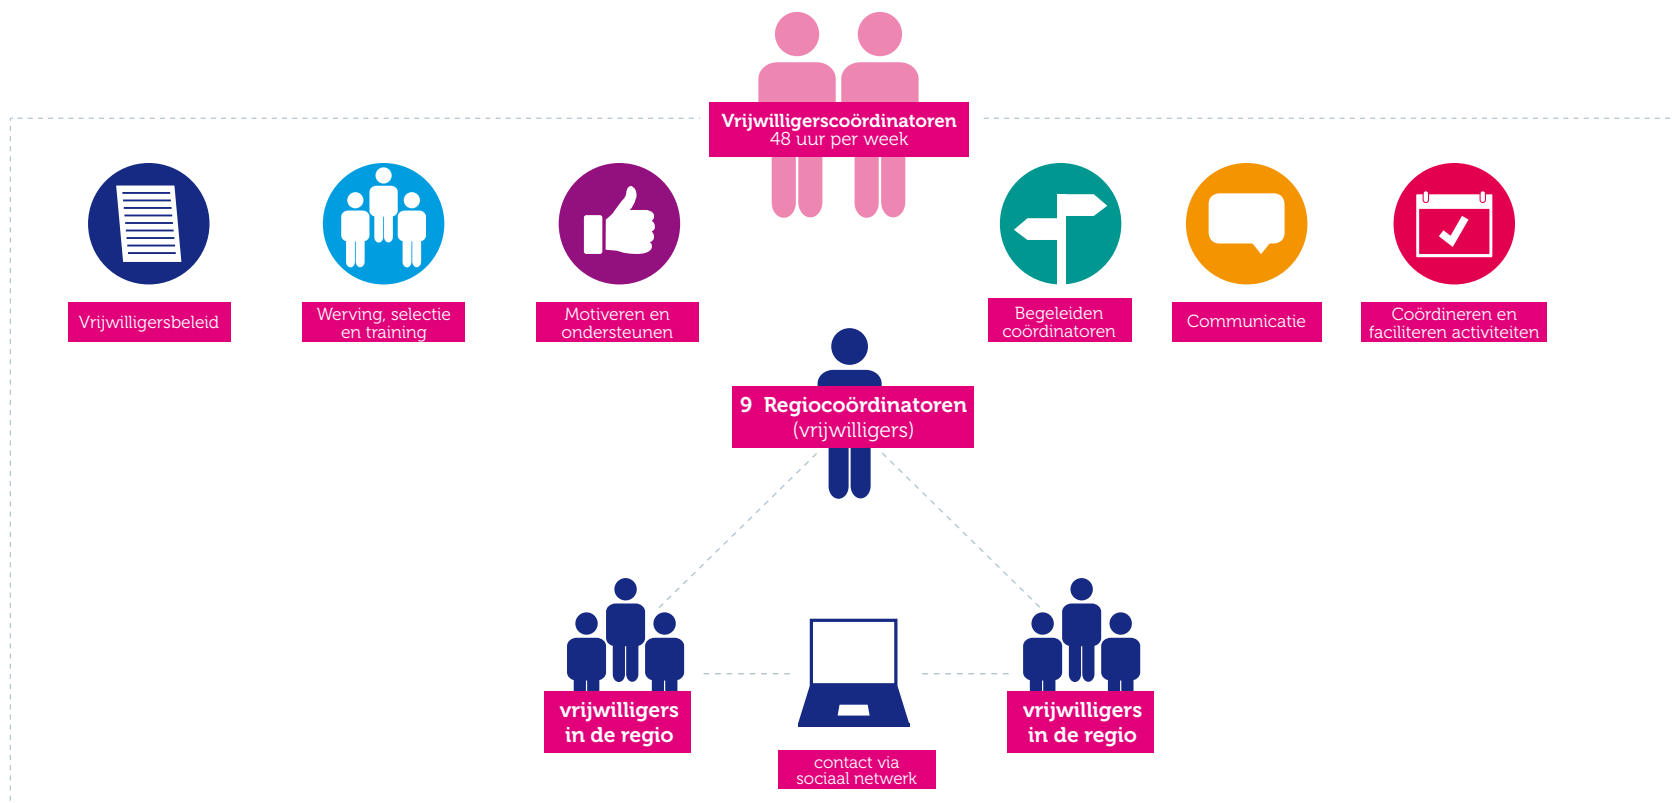 Vrijwilligerscoördinatoren
48 uur per week
Vrijwilligersbeleid
Werving, selectie
en training
Motiveren en
ondersteunen
Begeleiden
coördinatoren
Communicatie
Coördineren en
faciliteren activiteiten
9 Regiocoördinatoren
(vrijwilligers)
vrijwilligers
in de regio
contact via
sociaal netwerk
vrijwilligers
in de regio